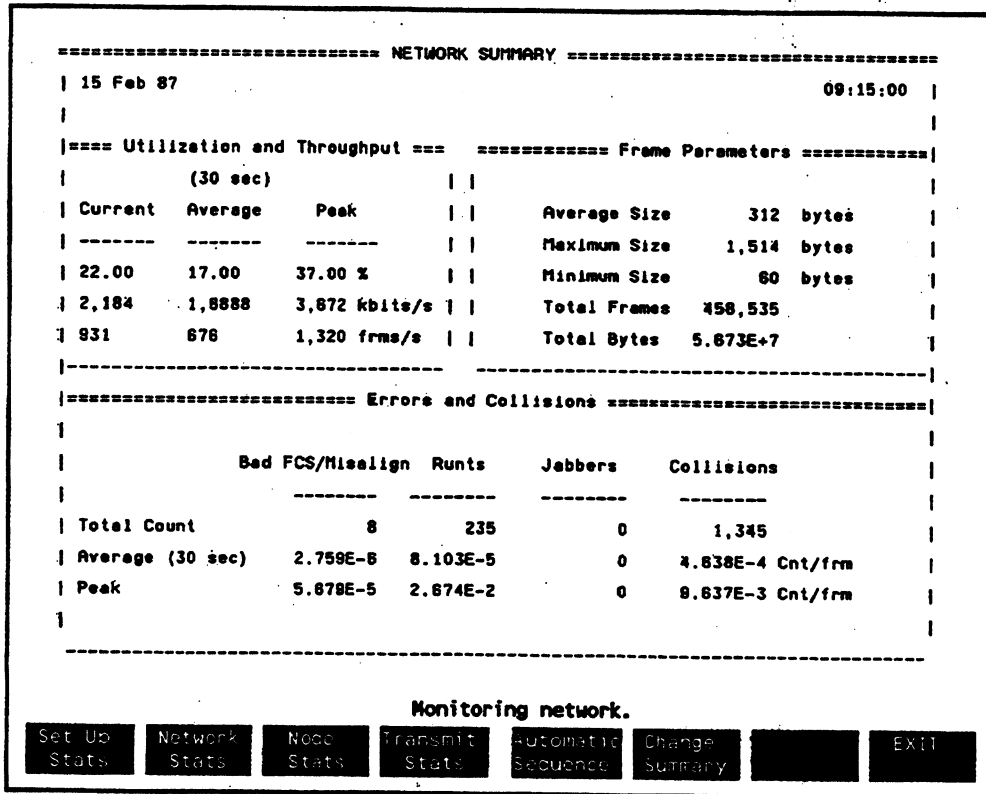 ============================= NETWORK SUMMARY ==================================
| 15 Feb 87 09:15:00 |
| |
|==== Utilization and Throughput === ============ Frame Parameters ============|
| (30 sec) | | |
| Current Average Peak | | Average Size 312 bytes |
| ------- ------- ------- | | Maximum Size 1,514 bytes |
| 22.00 17.00 37.00 % | | Minimum Size 60 bytes |
| 2,184 1,6888 3,672 kbits/s | | Total Frames 458,535 |
| 931 676 1,320 frms/s | | Total Bytes 5.673E+7 |
|---------------------------------- -----------------------------------------|
|========================== Errors and Collisions =============================|
| |
| Bad FCS/Misalign Runts Jabbers Collisions |
| -------- -------- -------- -------- |
| Total Count 8 235 0 1,345 |
| Average (30 sec) 2.759E-6 8.103E-5 0 4.638E-4 Cnt/frm |
| Peak 5.679E-5 2.674E-2 0 9.637E-3 Cnt/frm |
| |
------------------------------------------------------------------------------
Monitoring network.
Set Up Network Node Transmit Automatic Change EXIT
Stats Stats Stats Stats Sequence Summary